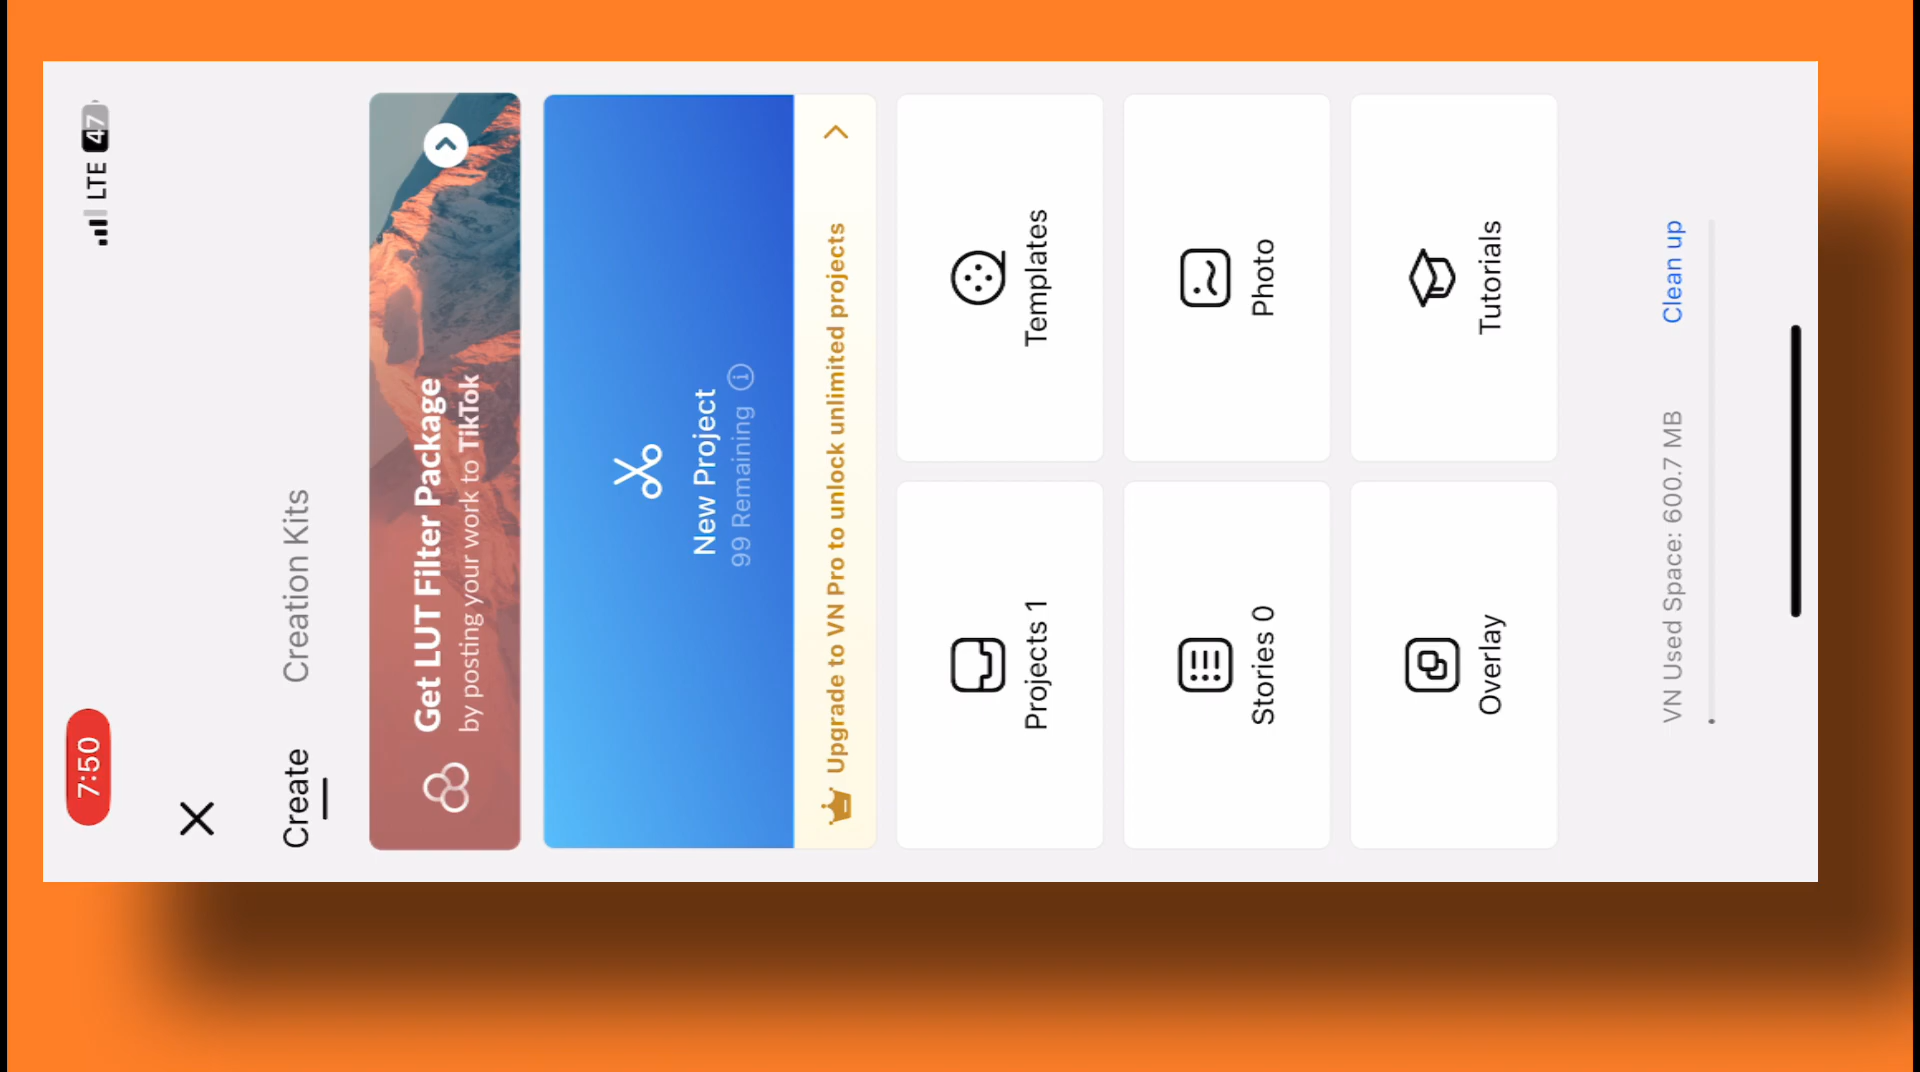 7:50
LTE 47
Create
Creation Kits
Get LUT Filter Package
by posting your work to TikTok
New Project
99 Remaining
Upgrade to VN Pro to unlock unlimited projects
Projects 1
Templates
Stories 0
Photo
Overlay
Tutorials
VN Used Space: 600.7 MB
Clean up